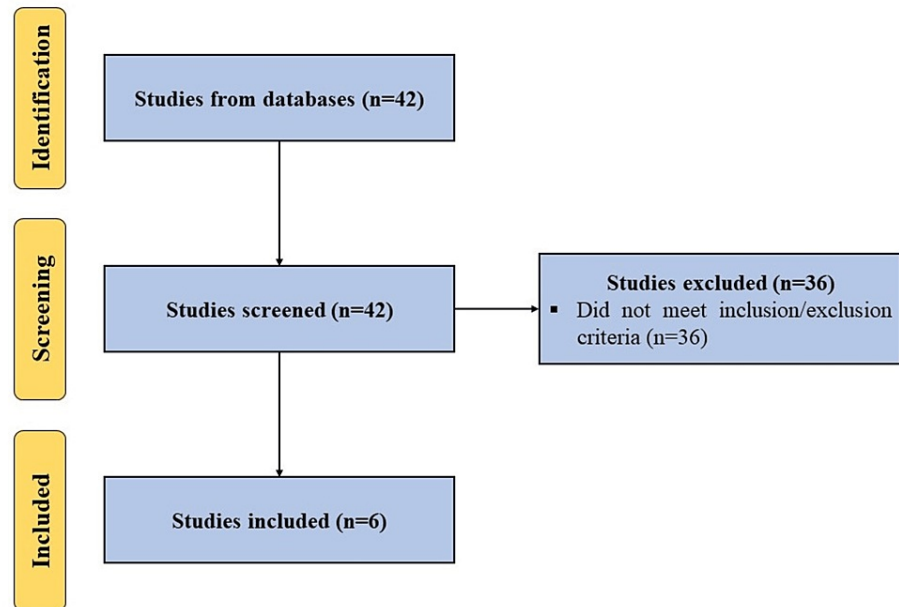 Identification
Studies from databases (n=42)
Screening
Studies screened (n=42)
Studies excluded (n=36)
▪ Did not meet inclusion/exclusion
criteria (n=36)
Included
Studies included (n=6)